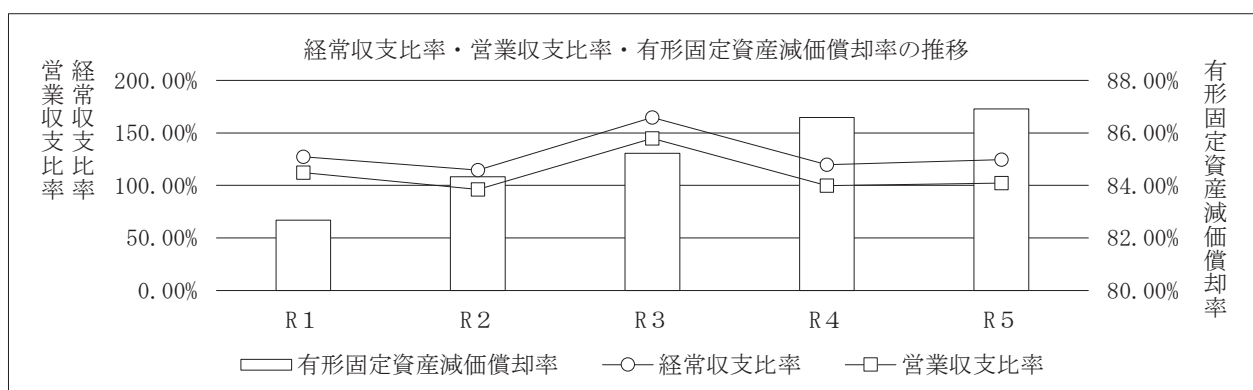 経常収支比率・営業収支比率・有形固定資産減価償却率の推移
経常収支比率
営業収支比率
200.00%
150.00%
100.00%
50.00%
0.00%
88.00%
86.00%
84.00%
82.00%
80.00%
有形固定資産減価償却率
R1 R2 R3 R4 R5
有形固定資産減価償却率 経常収支比率 営業収支比率